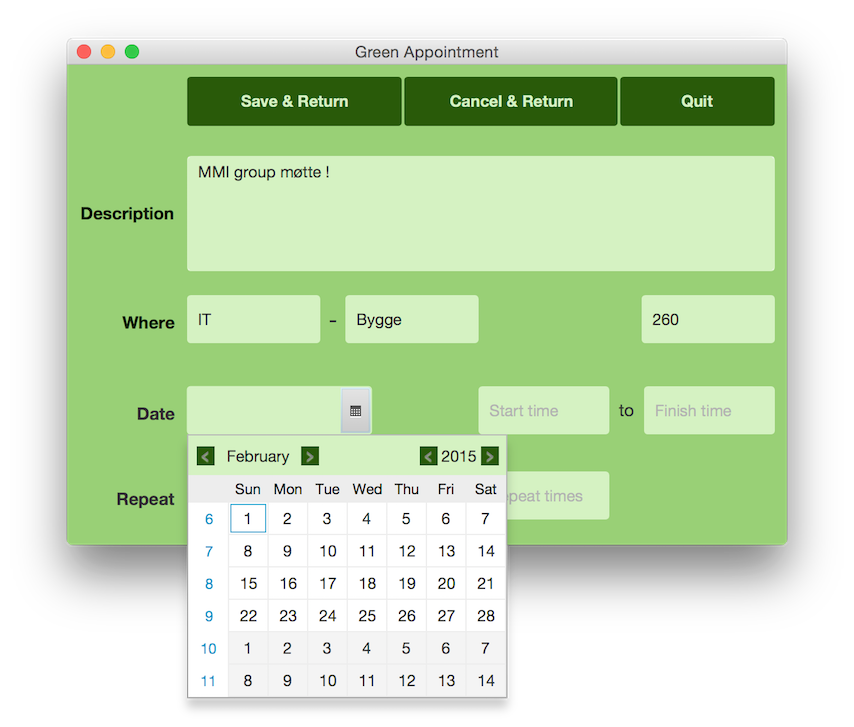 Green Appointment
Save & Return Cancel & Return Quit
MMI group møtte !
Description
Where IT - Bygge 260
Date Start time to Finish time
February 2015
Sun Mon Tue Wed Thu Fri Sat
Repeat times
6 1 2 3 4 5 6 7
7 8 9 10 11 12 13 14
8 15 16 17 18 19 20 21
9 22 23 24 25 26 27 28
10 1 2 3 4 5 6 7
11 8 9 10 11 12 13 14